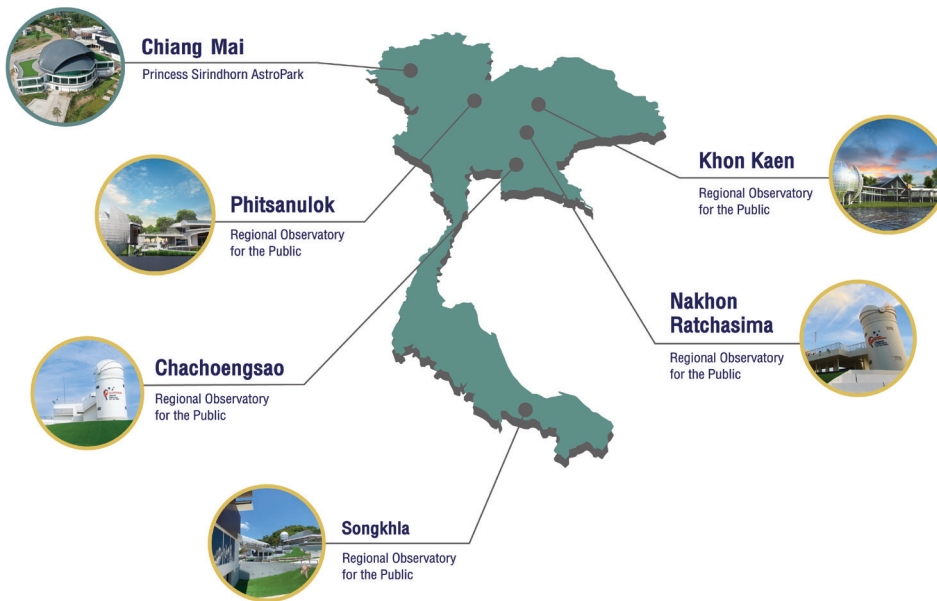 Chiang Mai
Princess Sirindhorn AstroPark
Phitsanulok
Regional Observatory
for the Public
Khon Kaen
Regional Observatory
for the Public
Nakhon
Ratchasima
Regional Observatory
for the Public
Chachoengsao
Regional Observatory
for the Public
Songkhla
Regional Observatory
for the Public